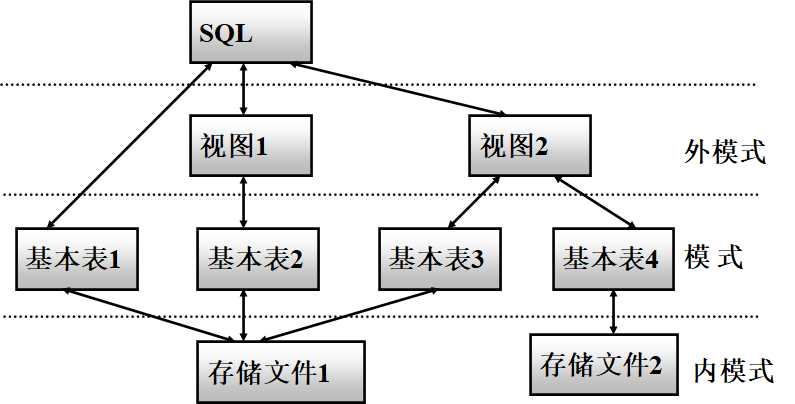 SQL
视图1
视图2
外模式
基本表1
基本表2
基本表3
基本表4
模 式
存储文件1
存储文件2
内模式